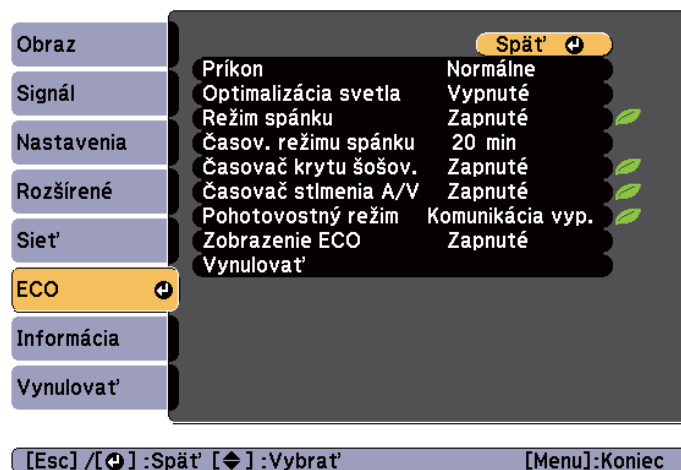 Obraz
Signál
Nastavenia
Rozšírené
Sieť
ECO
Informácia
Vynulovať
Späť
Príkon Normálne
Optimalizácia svetla Vypnuté
Režim spánku Zapnuté
Časov. režimu spánku 20 min
Časovač krytu šošov. Zapnuté
Časovač stlmenia A/V Zapnuté
Pohotovostný režim Komunikácia vyp.
Zobrazenie ECO Zapnuté
Vynulovať
[Esc] /[⏎] :Späť [◆] :Vybrať [Menu]:Koniec